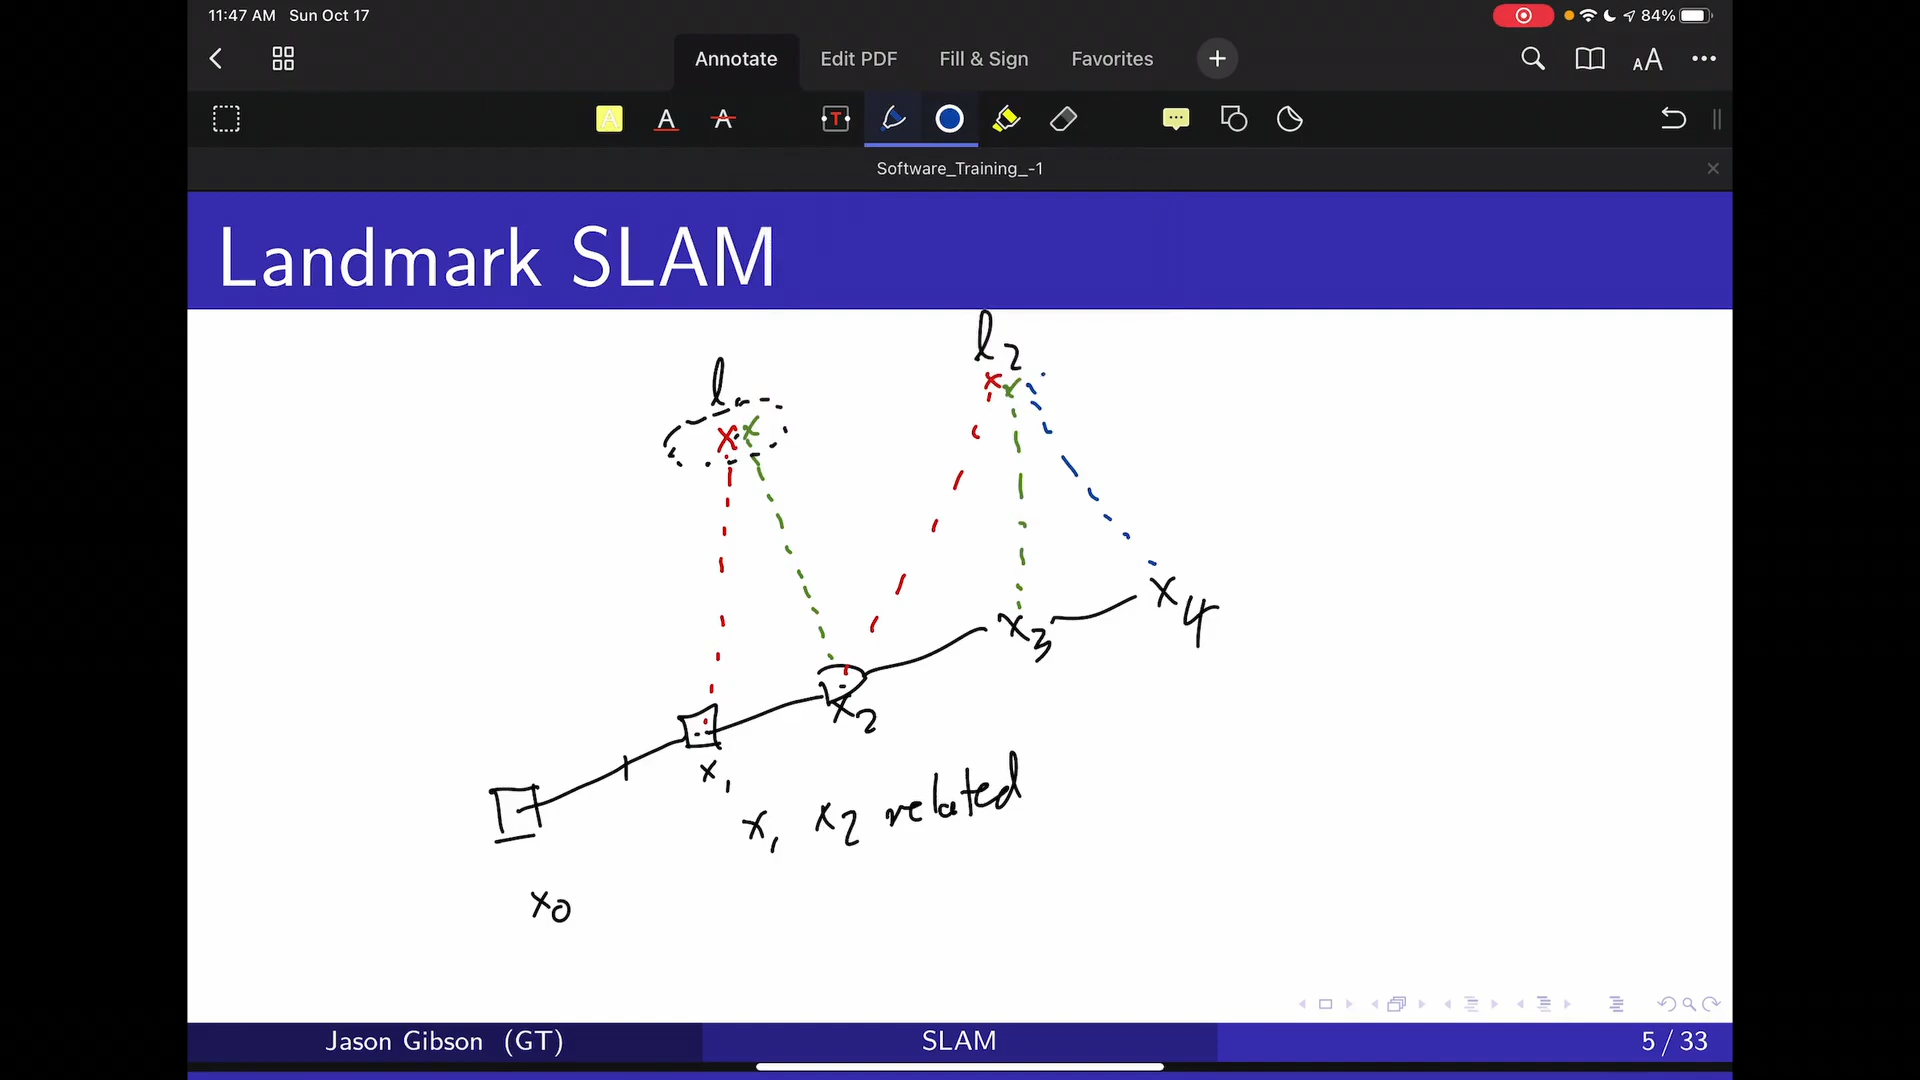 11:47 AM Sun Oct 17
84%
Annotate Edit PDF Fill & Sign Favorites
AA
A A A T
Software_Training_-1
Landmark SLAM
l2
l
x4
x3
x2
x1
x1 x2 related
x0
Jason Gibson (GT) SLAM 5 / 33